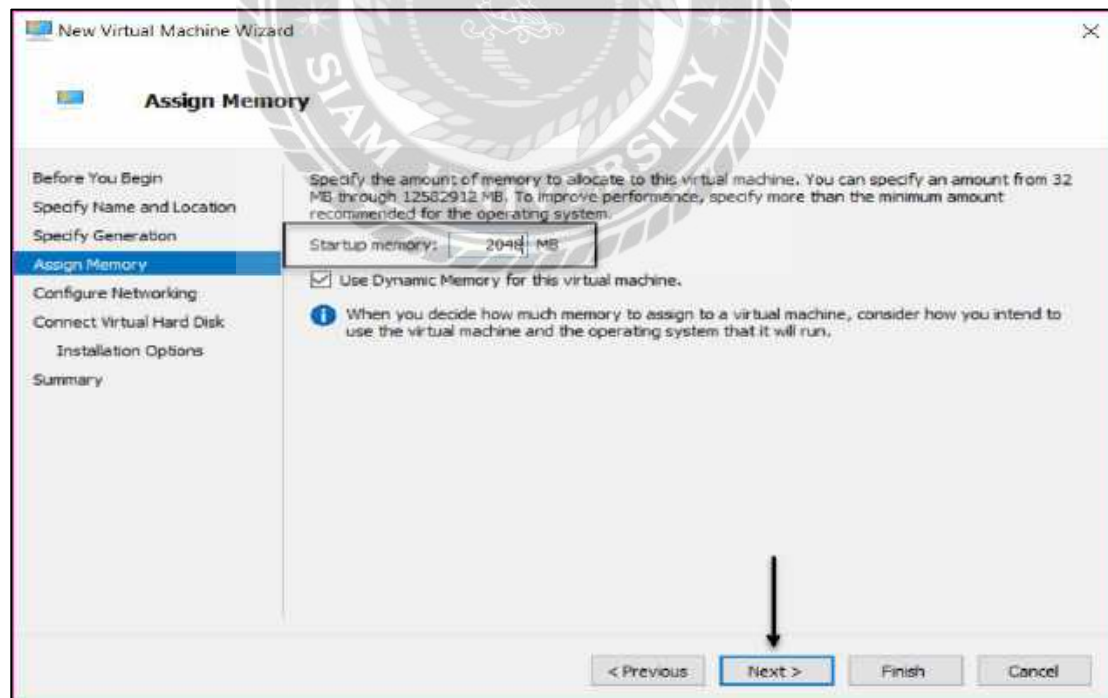 New Virtual Machine Wizard
Assign Memory
SIAM UNIVERSITY
Before You Begin
Specify Name and Location
Specify Generation
Assign Memory
Configure Networking
Connect Virtual Hard Disk
Installation Options
Summary
Specify the amount of memory to allocate to this virtual machine. You can specify an amount from 32
MB through 12582912 MB. To improve performance, specify more than the minimum amount
recommended for the operating system.
Startup memory: 2048 MB
Use Dynamic Memory for this virtual machine.
When you decide how much memory to assign to a virtual machine, consider how you intend to
use the virtual machine and the operating system that it will run.
< Previous
Next >
Finish
Cancel